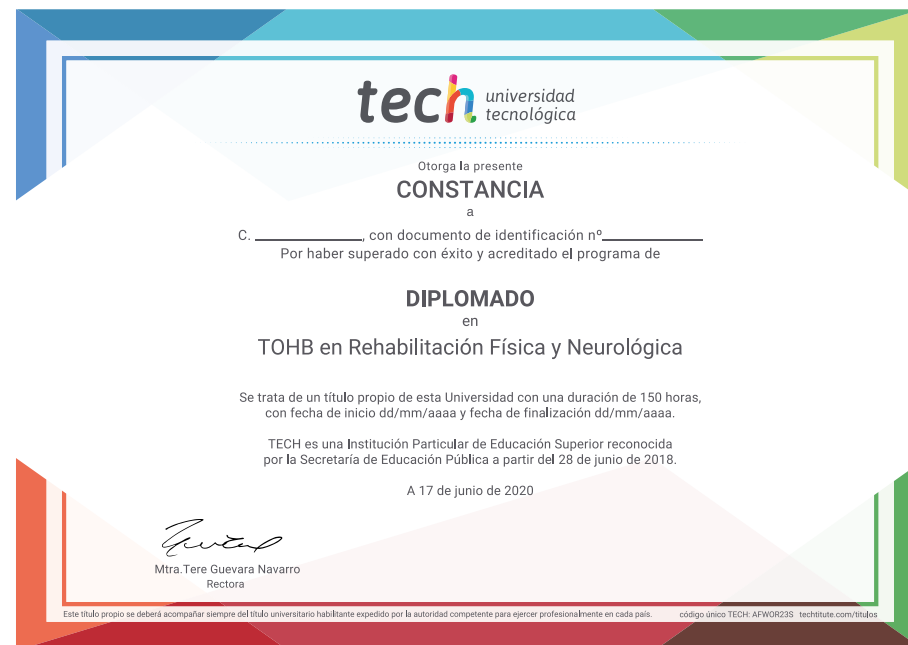 tech universidad
tecnológica
Otorga la presente
CONSTANCIA
a
C. ____________, con documento de identificación nº____________
Por haber superado con éxito y acreditado el programa de
DIPLOMADO
en
TOHB en Rehabilitación Física y Neurológica
Se trata de un título propio de esta Universidad con una duración de 150 horas,
con fecha de inicio dd/mm/aaaa y fecha de finalización dd/mm/aaaa.
TECH es una Institución Particular de Educación Superior reconocida
por la Secretaría de Educación Pública a partir del 28 de junio de 2018.
A 17 de junio de 2020
Mtra.Tere Guevara Navarro
Rectora
Este título propio se deberá acompañar siempre del título universitario habilitante expedido por la autoridad competente para ejercer profesionalmente en cada país. código único TECH: AFWOR23S techtitute.com/titulos